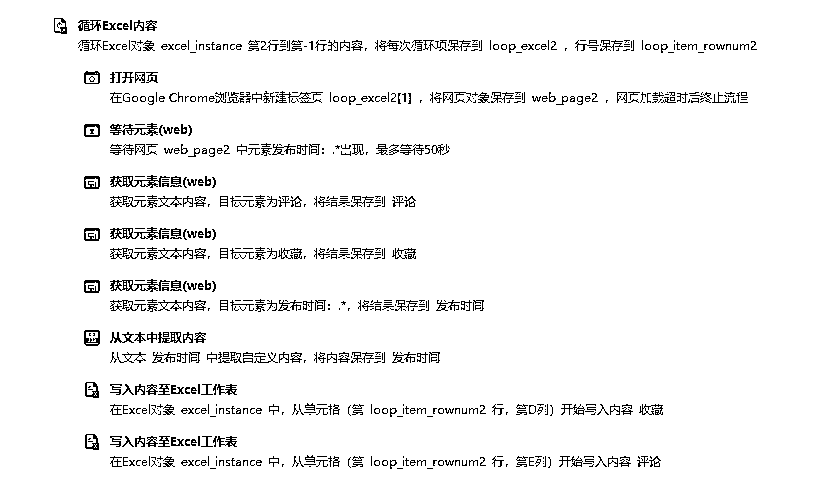 循环Excel内容
循环Excel对象 excel_instance 第2行到第-1行的内容，将每次循环项保存到 loop_excel2 ，行号保存到 loop_item_rownum2
打开网页
在Google Chrome浏览器中新建标签页 loop_excel2[1] ，将网页对象保存到 web_page2 ，网页加载超时后终止流程
等待元素(web)
等待网页 web_page2 中元素发布时间：.*出现，最多等待50秒
获取元素信息(web)
获取元素文本内容，目标元素为评论，将结果保存到 评论
获取元素信息(web)
获取元素文本内容，目标元素为收藏，将结果保存到 收藏
获取元素信息(web)
获取元素文本内容，目标元素为发布时间：.*，将结果保存到 发布时间
从文本中提取内容
从文本 发布时间 中提取自定义内容，将内容保存到 发布时间
写入内容至Excel工作表
在Excel对象 excel_instance 中，从单元格（第 loop_item_rownum2 行，第D列）开始写入内容 收藏
写入内容至Excel工作表
在Excel对象 excel_instance 中，从单元格（第 loop_item_rownum2 行，第E列）开始写入内容 评论